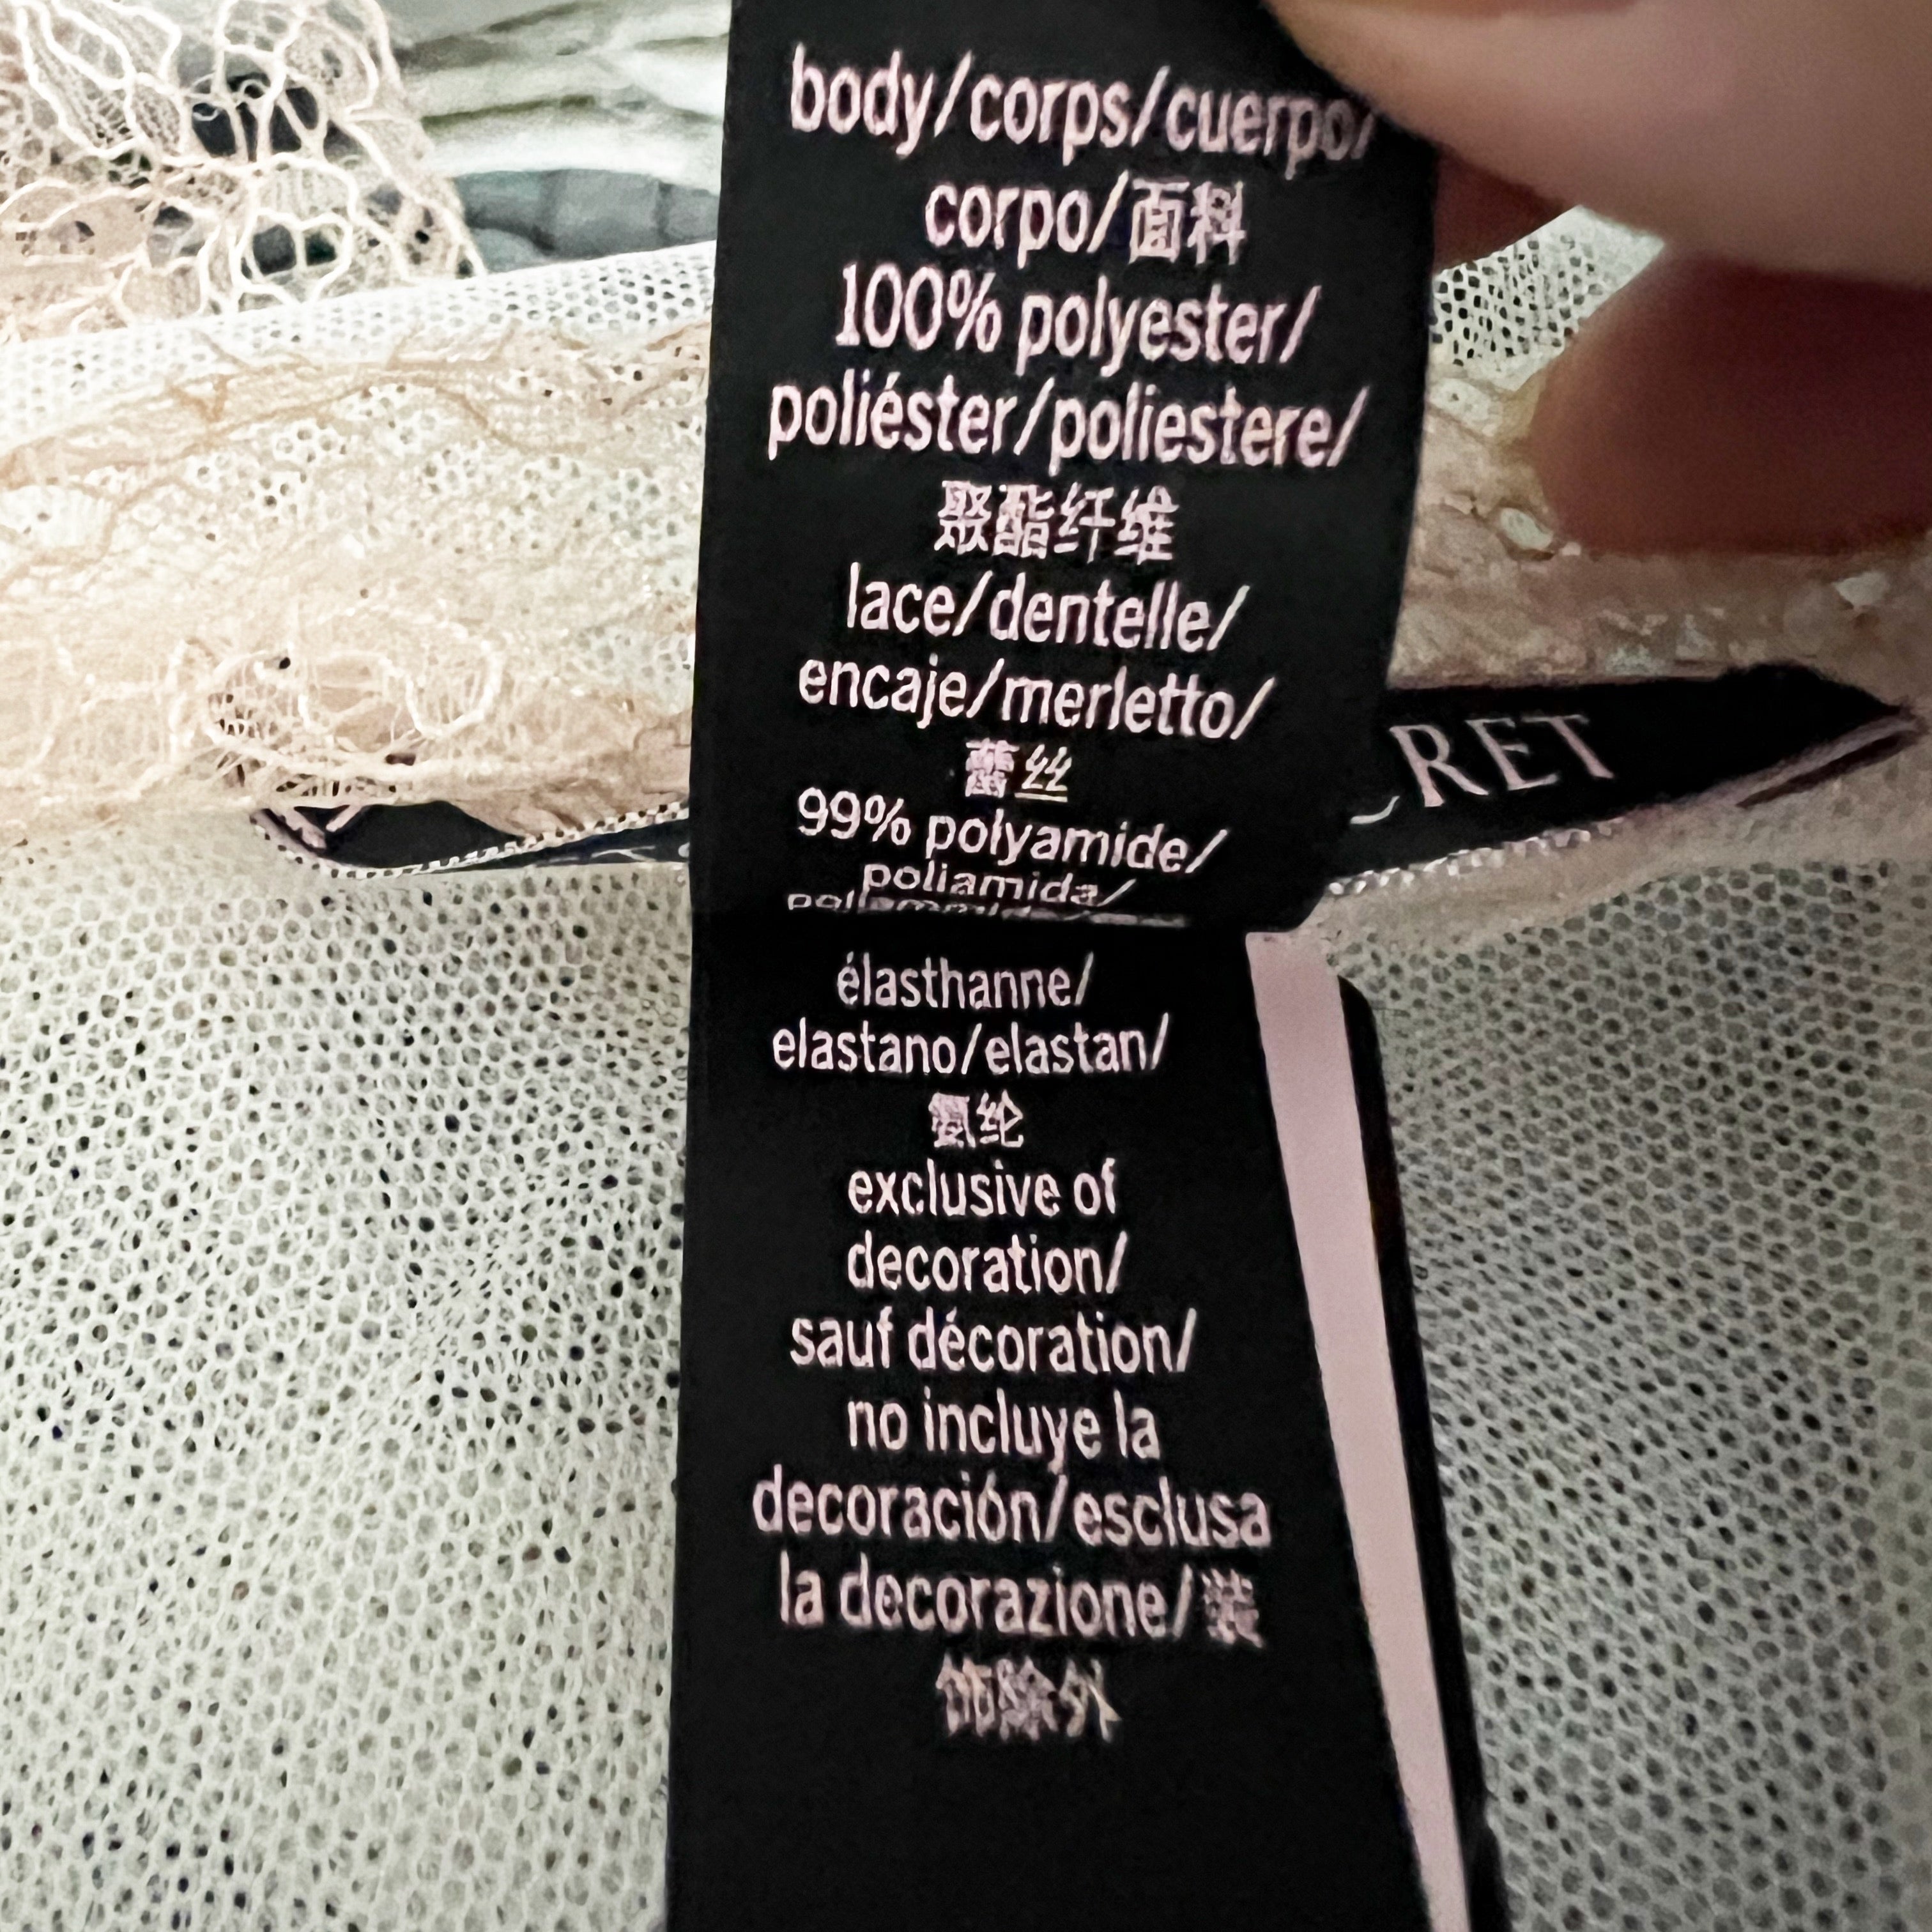 body/corps/cuerpo/
corpo/面料
100% polyester/
poliéster/poliestere/
聚酯纤维
lace/dentelle/
encaje/merletto/
蕾丝
99% polyamide/
poliamida/
élasthanne/
elastano/elastan/
氨纶
exclusive of
decoration/
sauf décoration/
no incluye la
decoración/esclusa
la decorazione/装
饰除外
RET